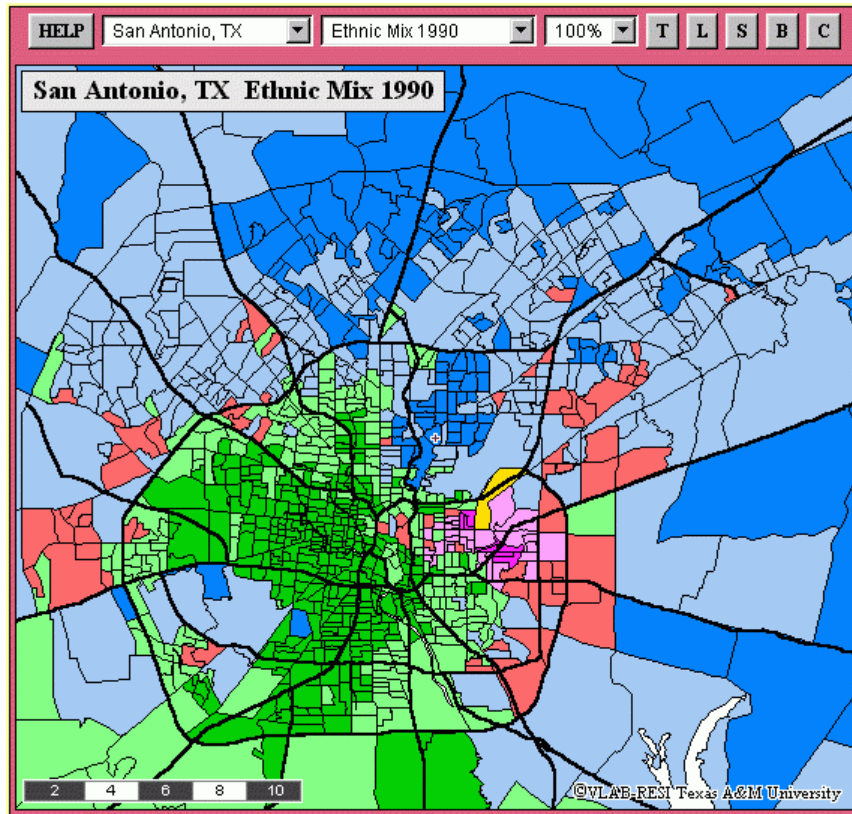 HELP San Antonio, TX Ethnic Mix 1990 100% T L S B C
San Antonio, TX Ethnic Mix 1990
2 4 6 8 10
©VLAB-RESI Texas A&M University